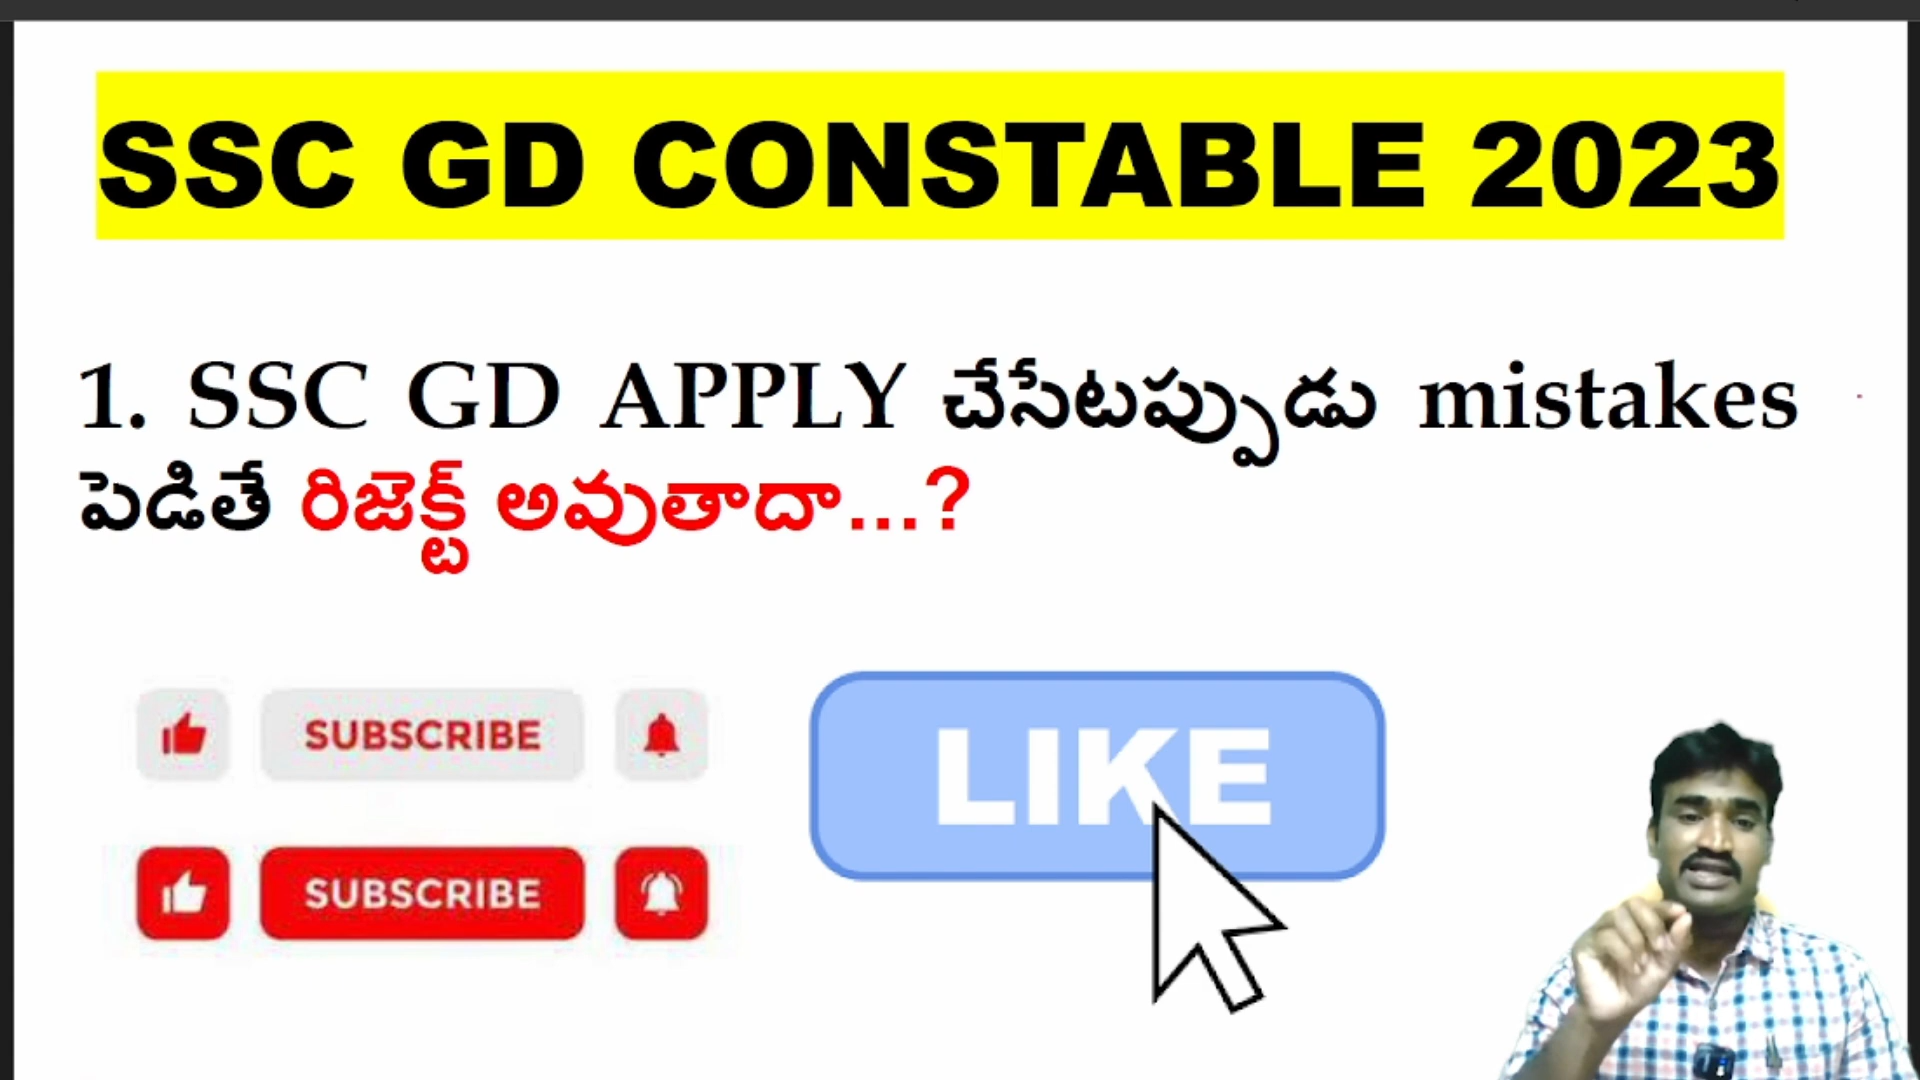 SSC GD CONSTABLE 2023
1. SSC GD APPLY చేసేటప్పుడు mistakes
పెడితే రిజెక్ట్ అవుతాదా...?
SUBSCRIBE
LIKE
SUBSCRIBE